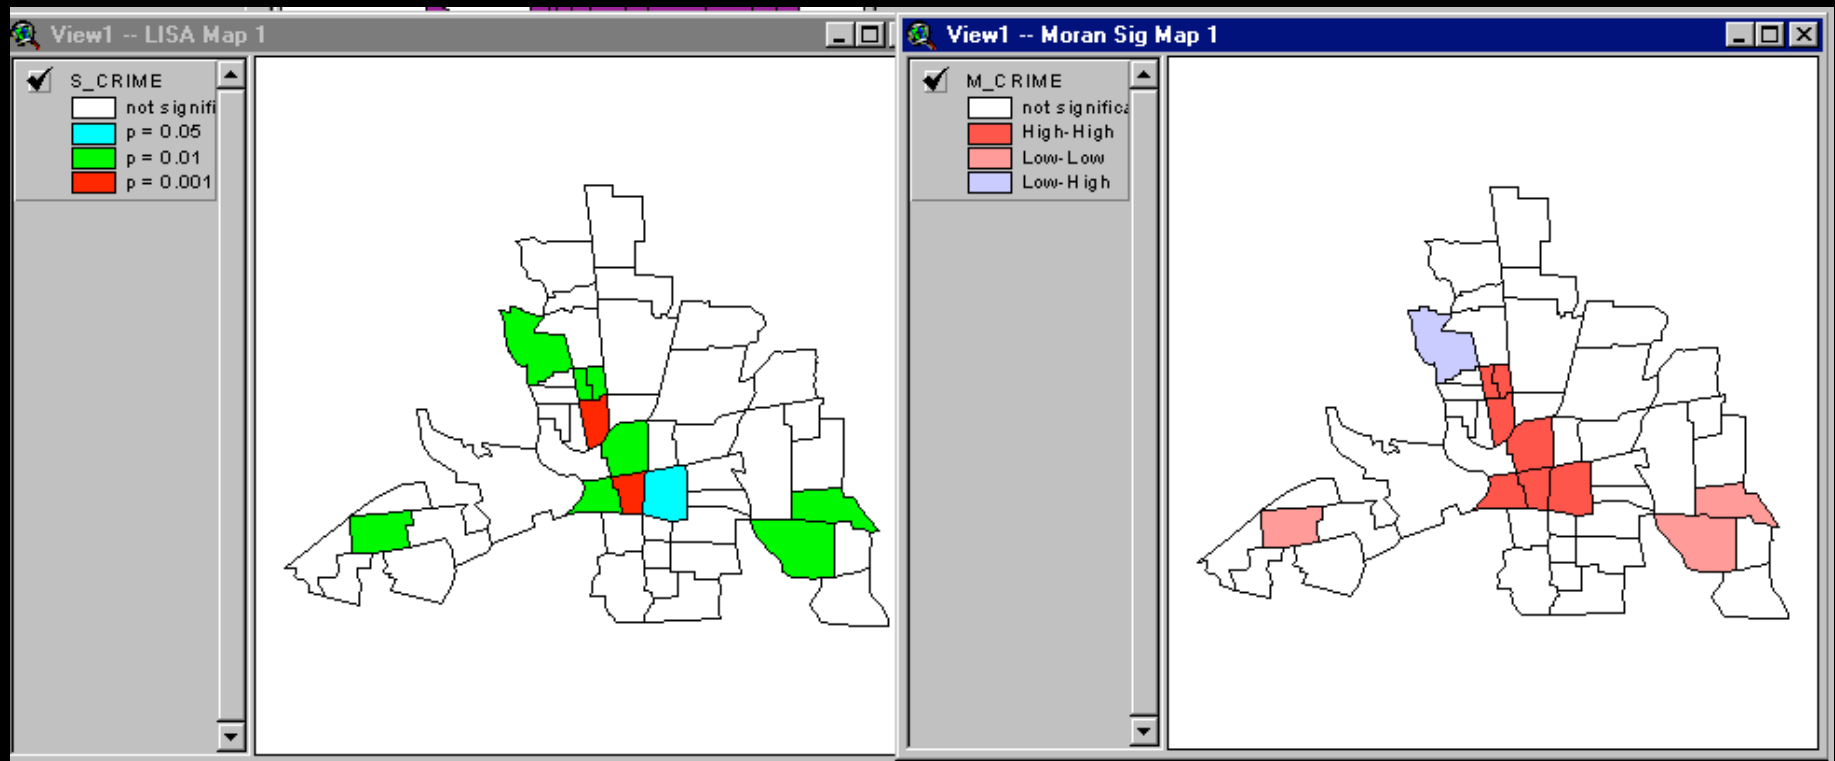 View1 -- LISA Map 1
S_CRIME
not signifi
p = 0.05
p = 0.01
p = 0.001
View1 -- Moran Sig Map 1
M_CRIME
not significa
High-High
Low-Low
Low-High